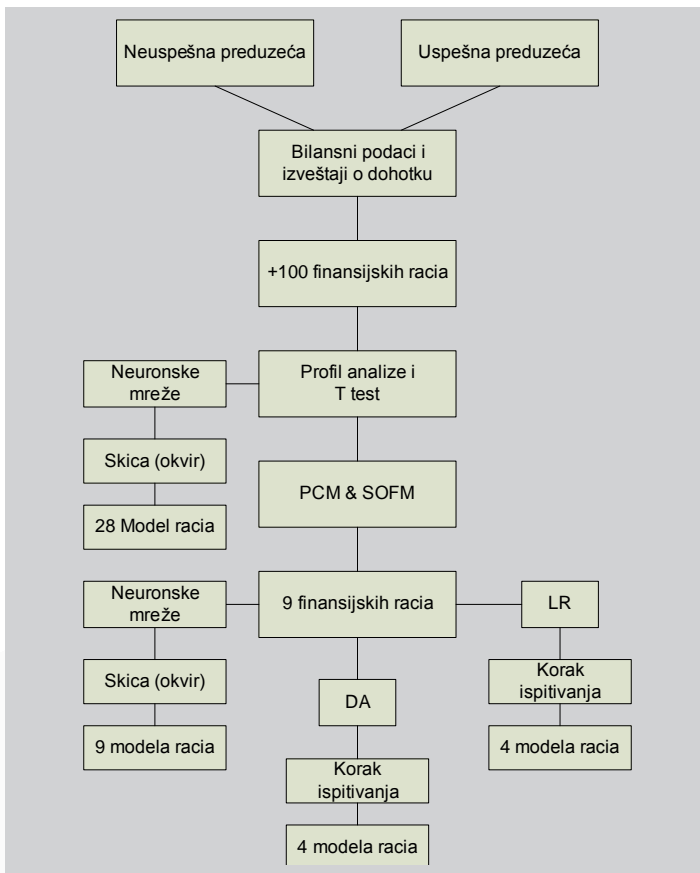 Neuspešna preduzeća
Uspešna preduzeća
Bilansni podaci i
izveštaji o dohotku
+100 finansijskih racia
Neuronske
mreže
Profil analize i
T test
Skica (okvir)
PCM & SOFM
28 Model racia
Neuronske
mreže
9 finansijskih racia
LR
Skica (okvir)
Korak
ispitivanja
DA
9 modela racia
4 modela racia
Korak
ispitivanja
4 modela racia